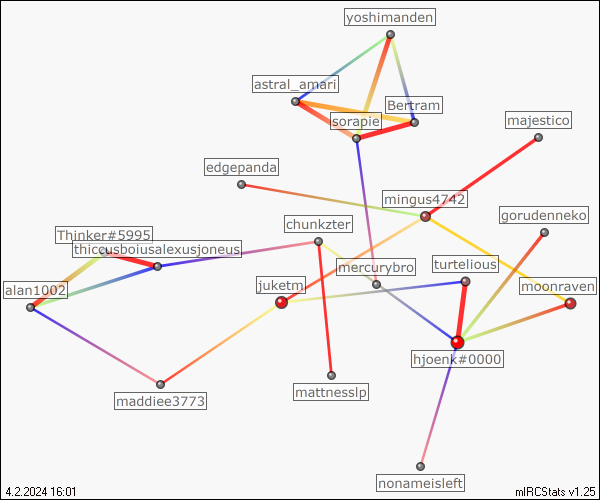 yoshimanden
astral_amari
Bertram
sorapie
majestico
edgepanda
mingus4742
gorudenneko
chunkzter
Thinker#5995
thiccusboiusalexusjoneus
mercurybro
turtelious
juketm
moonraven
alan1002
hjoenk#0000
mattnesslp
maddiee3773
nonameisleft
4.2.2024 16:01
mIRCStats v1.25